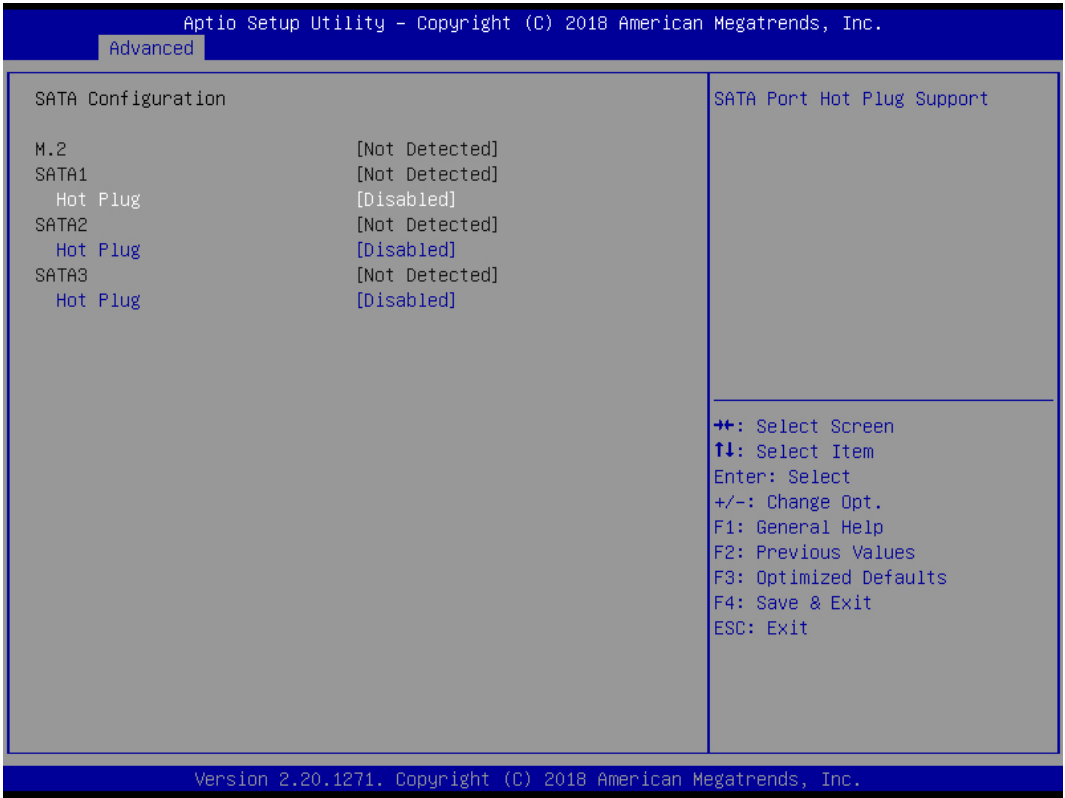 Aptio Setup Utility – Copyright (C) 2018 American Megatrends, Inc.
Advanced
SATA Configuration
M.2 [Not Detected]
SATA1 [Not Detected]
Hot Plug [Disabled]
SATA2 [Not Detected]
Hot Plug [Disabled]
SATA3 [Not Detected]
Hot Plug [Disabled]
SATA Port Hot Plug Support
→←: Select Screen
↑↓: Select Item
Enter: Select
+/-: Change Opt.
F1: General Help
F2: Previous Values
F3: Optimized Defaults
F4: Save & Exit
ESC: Exit
Version 2.20.1271. Copyright (C) 2018 American Megatrends, Inc.